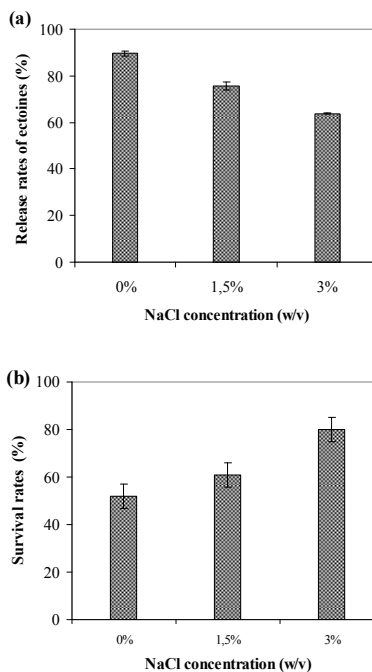 (a)
Release rates of ectoines (%)
100
80
60
40
20
0
0% 1,5% 3%
NaCl concentration (w/v)
(b)
Survival rates (%)
100
80
60
40
20
0
0% 1,5% 3%
NaCl concentration (w/v)